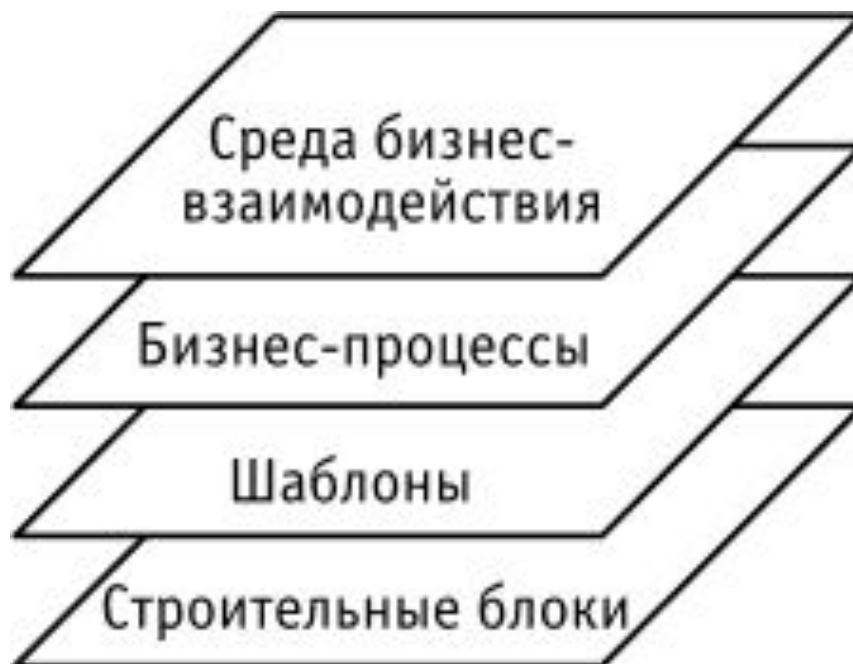 Среда бизнес-
взаимодействия
Бизнес-процессы
Шаблоны
Строительные блоки